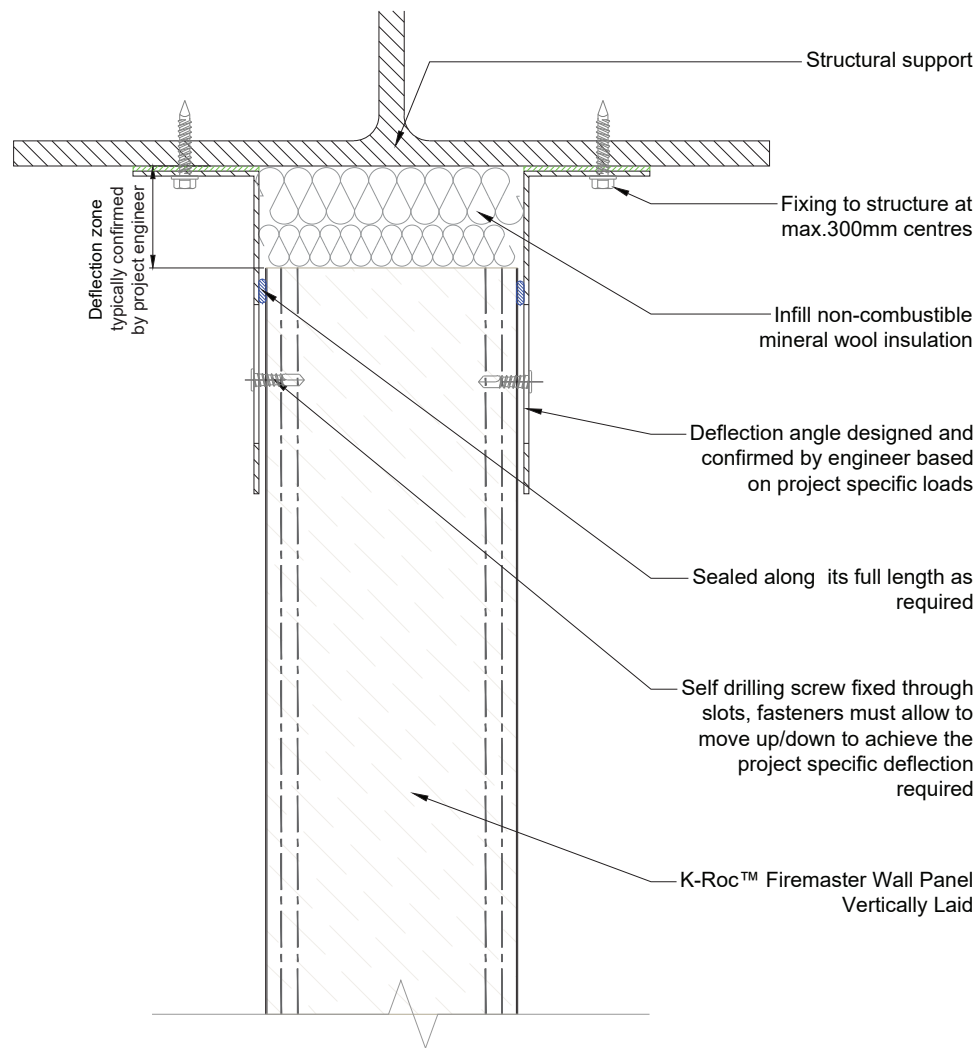 Structural support
Deflection zone
typically confirmed
by project engineer
Fixing to structure at
max.300mm centres
Infill non-combustible
mineral wool insulation
Deflection angle designed and
confirmed by engineer based
on project specific loads
Sealed along its full length as
required
Self drilling screw fixed through
slots, fasteners must allow to
move up/down to achieve the
project specific deflection
required
K-Roc™ Firemaster Wall Panel
Vertically Laid